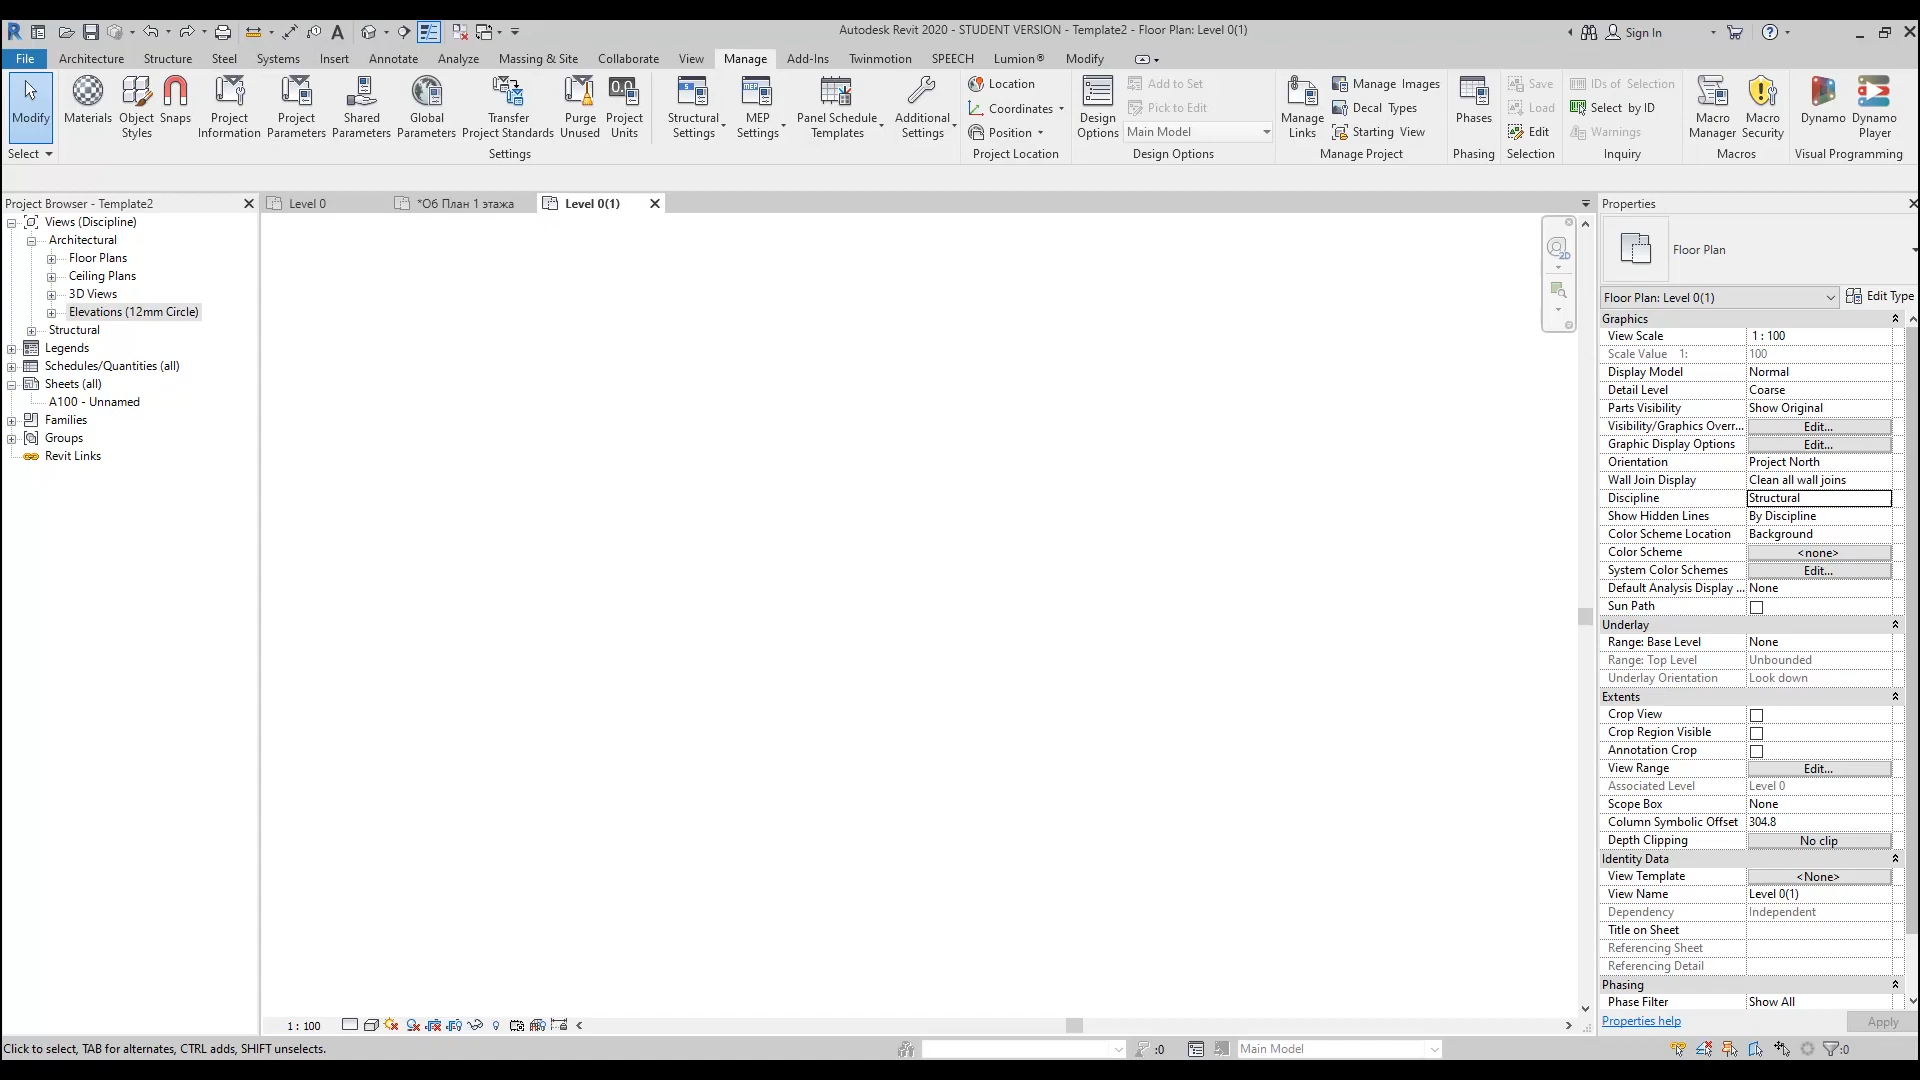 Autodesk Revit 2020 - STUDENT VERSION - Template2 - Floor Plan: Level 0(1)
Sign In
File Architecture Structure Steel Systems Insert Annotate Analyze Massing & Site Collaborate View Manage Add-Ins Twinmotion SPEECH Lumion® Modify
Modify
Materials
Object Styles
Snaps
Project Information
Project Parameters
Shared Parameters
Global Parameters
Transfer Project Standards
Purge Unused
Project Units
Structural Settings
MEP Settings
Panel Schedule Templates
Additional Settings
Location
Coordinates
Position
Design Options
Add to Set
Pick to Edit
Main Model
Manage Links
Manage Images
Decal Types
Starting View
Phases
Save
Load
Edit
IDs of Selection
Select by ID
Warnings
Macro Manager
Macro Security
Dynamo
Dynamo Player
Select
Settings
Project Location
Design Options
Manage Project
Phasing
Selection
Inquiry
Macros
Visual Programming
Project Browser - Template2
Views (Discipline)
Architectural
Floor Plans
Ceiling Plans
3D Views
Elevations (12mm Circle)
Structural
Legends
Schedules/Quantities (all)
Sheets (all)
A100 - Unnamed
Families
Groups
Revit Links
Level 0
*Об План 1 этажа
Level 0(1)
2D
1 : 100
Properties
Floor Plan
Floor Plan: Level 0(1)
Edit Type
Graphics
View Scale 1 : 100
Scale Value 1: 100
Display Model Normal
Detail Level Coarse
Parts Visibility Show Original
Visibility/Graphics Overr... Edit...
Graphic Display Options Edit...
Orientation Project North
Wall Join Display Clean all wall joins
Discipline Structural
Show Hidden Lines By Discipline
Color Scheme Location Background
Color Scheme <none>
System Color Schemes Edit...
Default Analysis Display ... None
Sun Path
Underlay
Range: Base Level None
Range: Top Level Unbounded
Underlay Orientation Look down
Extents
Crop View
Crop Region Visible
Annotation Crop
View Range Edit...
Associated Level Level 0
Scope Box None
Column Symbolic Offset 304.8
Depth Clipping No clip
Identity Data
View Template <None>
View Name Level 0(1)
Dependency Independent
Title on Sheet
Referencing Sheet
Referencing Detail
Phasing
Phase Filter Show All
Properties help
Apply
Click to select, TAB for alternates, CTRL adds, SHIFT unselects.
:0
Main Model
:0